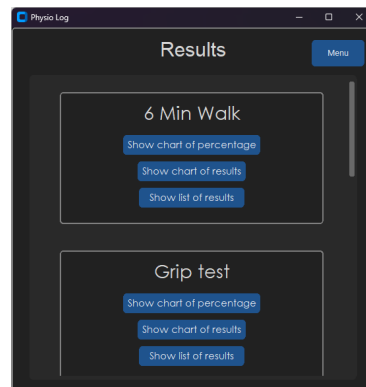 Physio Log
Results
Menu
6 Min Walk
Show chart of percentage
Show chart of results
Show list of results
Grip test
Show chart of percentage
Show chart of results
Show list of results